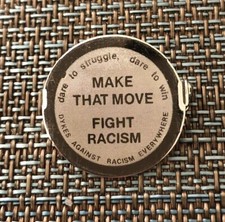 dare to struggle, dare to win
MAKE
THAT MOVE
FIGHT
RACISM
DYKES AGAINST RACISM EVERYWHERE